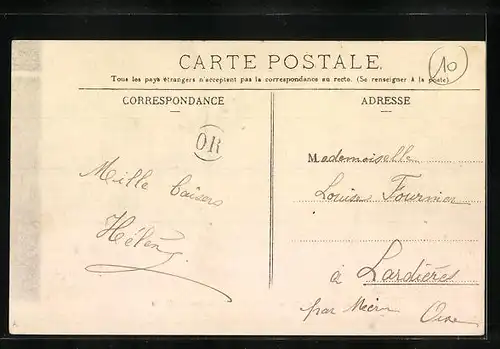 CARTE POSTALE.
10
Tous les pays étrangers n'acceptent pas la correspondance au recto. (Se renseigner à la poste)
CORRESPONDANCE
ADRESSE
OR
Mille baisers
Hélène
Mademoiselle
Louise Fournier
à Lardières
par Méru Oise